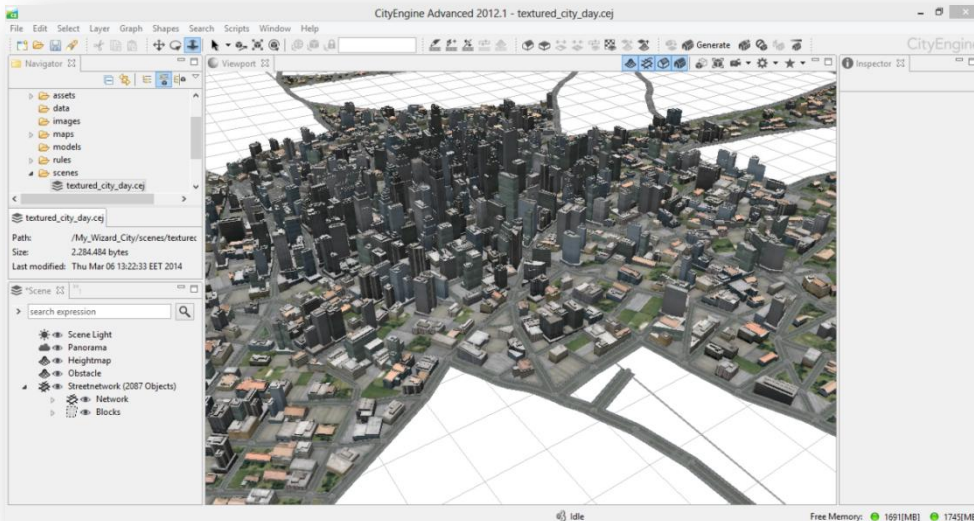 CityEngine Advanced 2012.1 - textured_city_day.cej
File Edit Select Layer Graph Shapes Search Scripts Window Help
Generate
CityEngine
Navigator
assets
data
images
maps
models
rules
scenes
textured_city_day.cej
textured_city_day.cej
Path: /My_Wizard_City/scenes/texturec
Size: 2.284.484 bytes
Last modified: Thu Mar 06 13:22:33 EET 2014
*Scene
search expression
Scene Light
Panorama
Heightmap
Obstacle
Streetnetwork (2087 Objects)
Network
Blocks
Viewport
Inspector
Idle
Free Memory: 1691[MB] 1745[MB